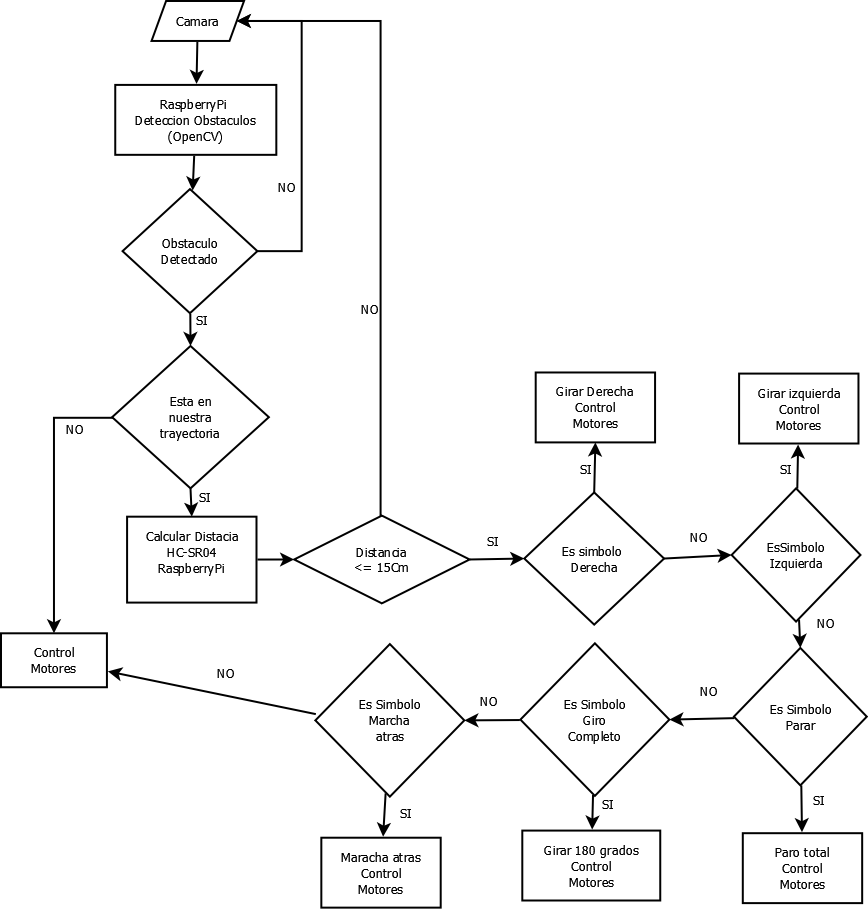 Camara
RaspberryPi
Deteccion Obstaculos
(OpenCV)
NO
Obstaculo
Detectado
SI
NO
Esta en
nuestra
trayectoria
NO
SI
Calcular Distacia
HC-SR04
RaspberryPi
Distancia
<= 15Cm
SI
Girar Derecha
Control
Motores
SI
Es simbolo
Derecha
NO
Girar izquierda
Control
Motores
SI
EsSimbolo
Izquierda
NO
Es Simbolo
Parar
SI
Paro total
Control
Motores
NO
Es Simbolo
Giro
Completo
SI
Girar 180 grados
Control
Motores
NO
Es Simbolo
Marcha
atras
SI
Maracha atras
Control
Motores
NO
Control
Motores